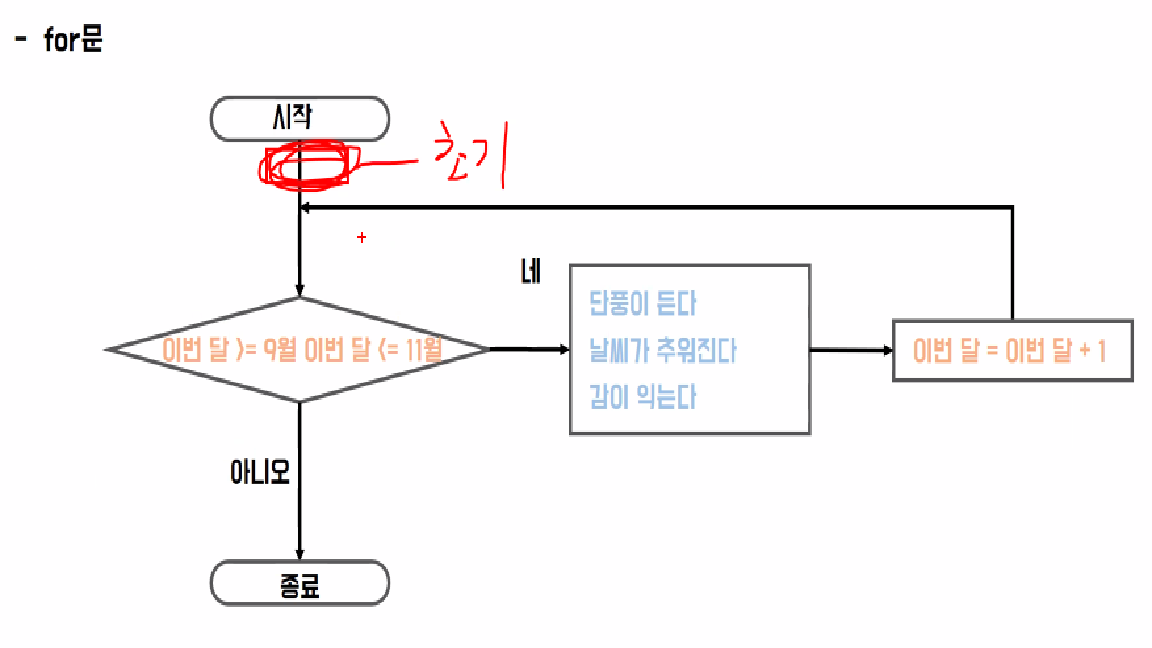 - for문
시작
초기
네
단풍이 든다
날씨가 추워진다
감이 익는다
이번 달 >= 9월 이번 달 <= 11월
이번 달 = 이번 달 + 1
아니오
종료